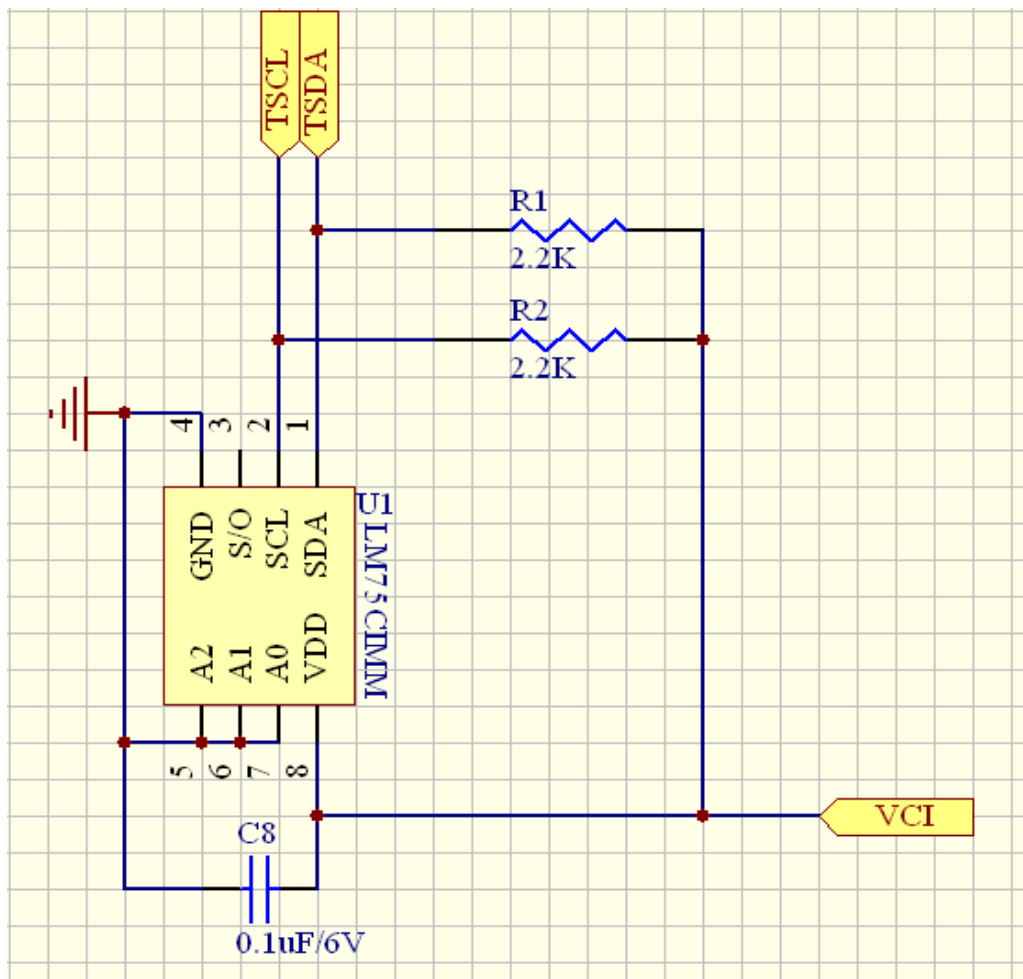 TSCL
TSDA
R1
2.2K
R2
2.2K
4
3
2
1
U1
LM75CIMM
GND
S/O
SCL
SDA
A2
A1
A0
VDD
5
6
7
8
VCI
C8
0.1uF/6V